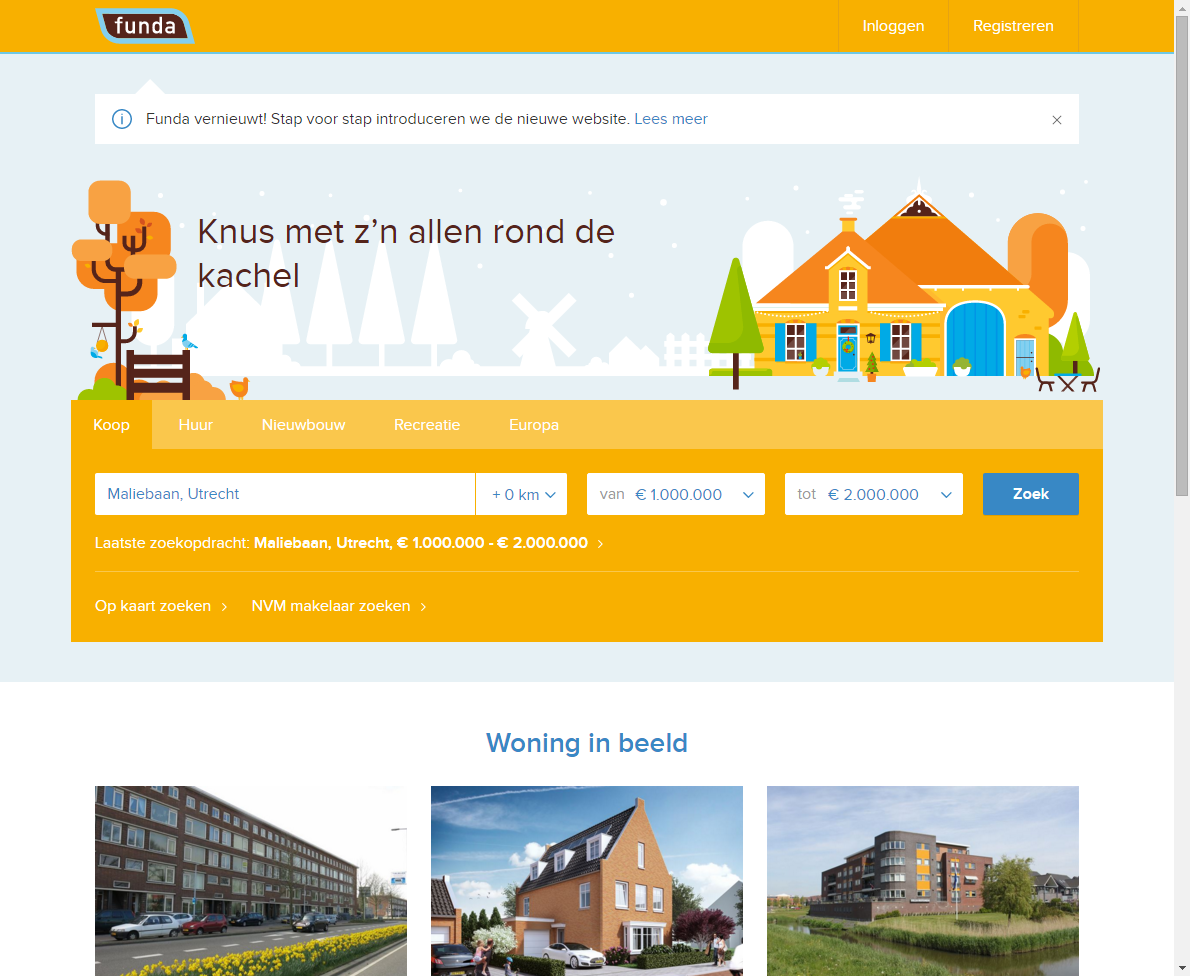 funda
Inloggen
Registreren
Funda vernieuwt! Stap voor stap introduceren we de nieuwe website. Lees meer
Knus met z’n allen rond de
kachel
Koop
Huur
Nieuwbouw
Recreatie
Europa
Maliebaan, Utrecht
+ 0 km
van € 1.000.000
tot € 2.000.000
Zoek
Laatste zoekopdracht: Maliebaan, Utrecht, € 1.000.000 - € 2.000.000
Op kaart zoeken
NVM makelaar zoeken
Woning in beeld